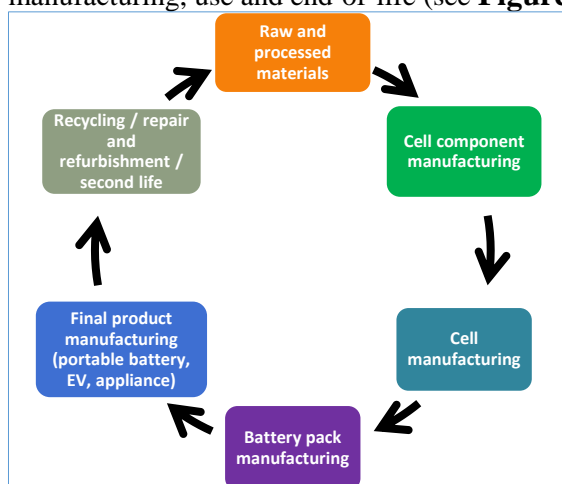 manufacturing, use and end-of-life (see Figure
Raw and
processed
materials
Cell component
manufacturing
Cell
manufacturing
Battery pack
manufacturing
Final product
manufacturing
(portable battery,
EV, appliance)
Recycling / repair
and
refurbishment /
second life